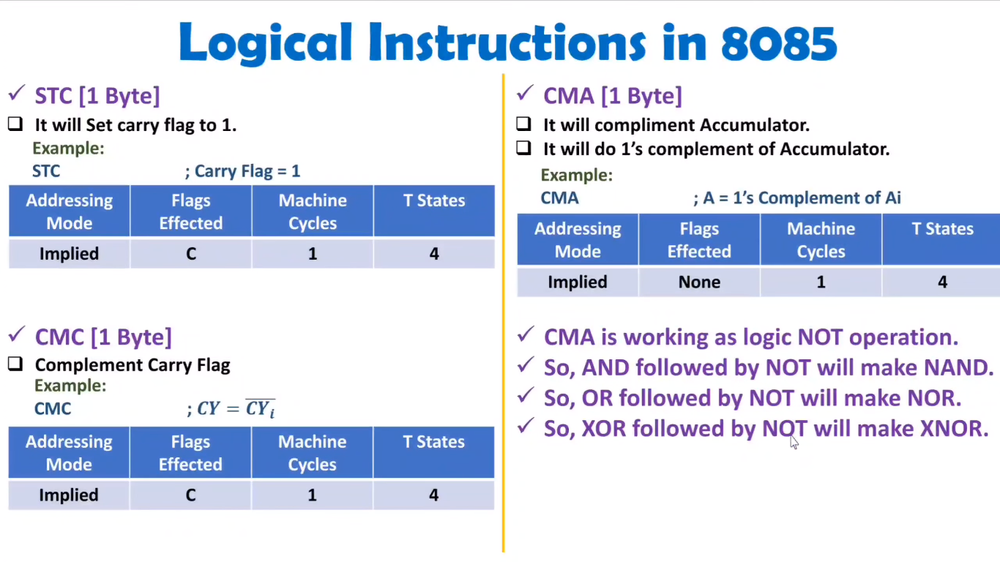 Logical Instructions in 8085
✓ STC [1 Byte]
❑ It will Set carry flag to 1.
Example:
STC ; Carry Flag = 1
Addressing Mode Flags Effected Machine Cycles T States
Implied C 1 4
✓ CMC [1 Byte]
❑ Complement Carry Flag
Example:
CMC ; $CY = \overline{CY_i}$
Addressing Mode Flags Effected Machine Cycles T States
Implied C 1 4
✓ CMA [1 Byte]
❑ It will compliment Accumulator.
❑ It will do 1’s complement of Accumulator.
Example:
CMA ; A = 1’s Complement of Ai
Addressing Mode Flags Effected Machine Cycles T States
Implied None 1 4
✓ CMA is working as logic NOT operation.
✓ So, AND followed by NOT will make NAND.
✓ So, OR followed by NOT will make NOR.
✓ So, XOR followed by NOT will make XNOR.